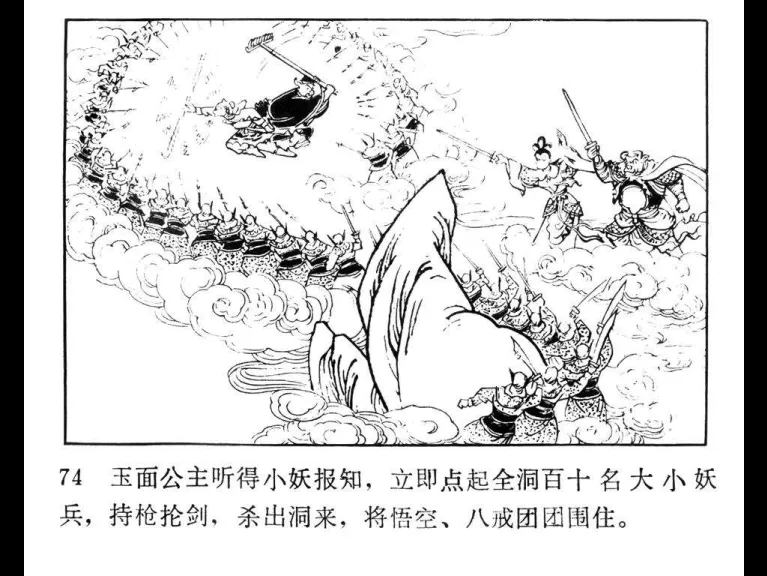 74 玉面公主听得小妖报知，立即点起全洞百十名大小妖
兵，持枪抡剑，杀出洞来，将悟空、八戒团团围住。